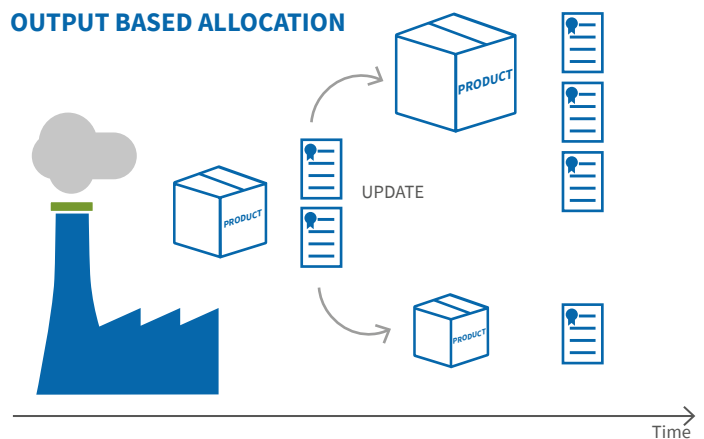 OUTPUT BASED ALLOCATION
PRODUCT
PRODUCT
UPDATE
PRODUCT
Time